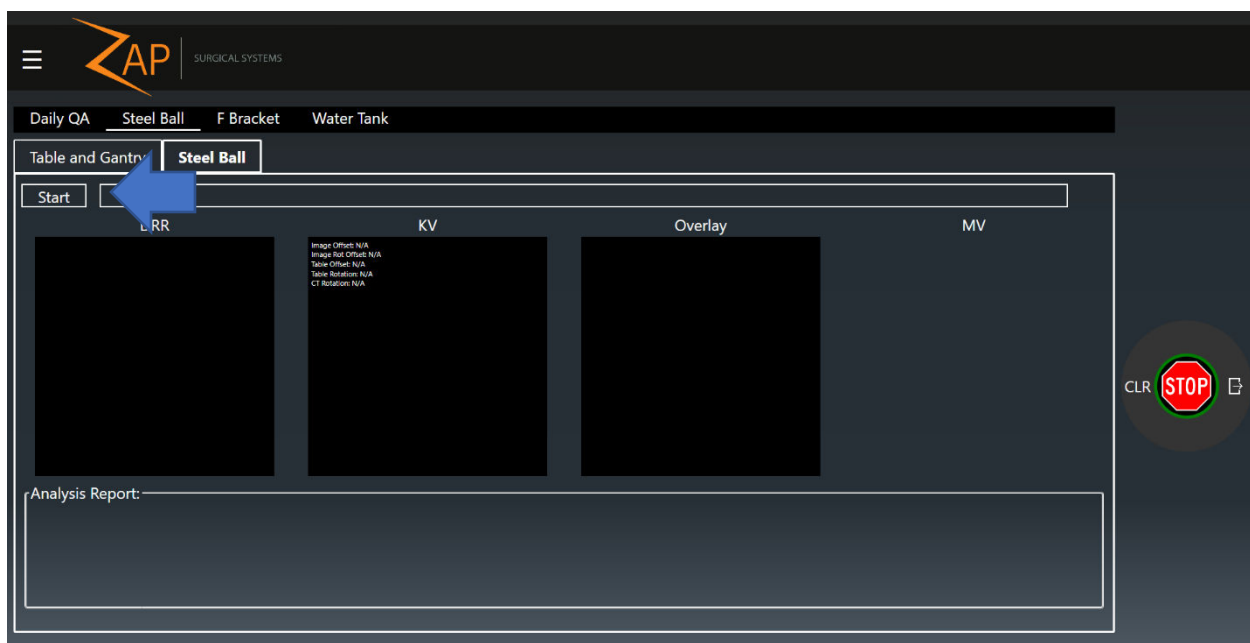 ZAP SURGICAL SYSTEMS
Daily QA Steel Ball F Bracket Water Tank
Table and Gantry Steel Ball
Start
KV Overlay MV
Image Offset: N/A
Image Rot Offset: N/A
Table Offset: N/A
Table Rotation: N/A
CT Rotation: N/A
CLR STOP
Analysis Report: